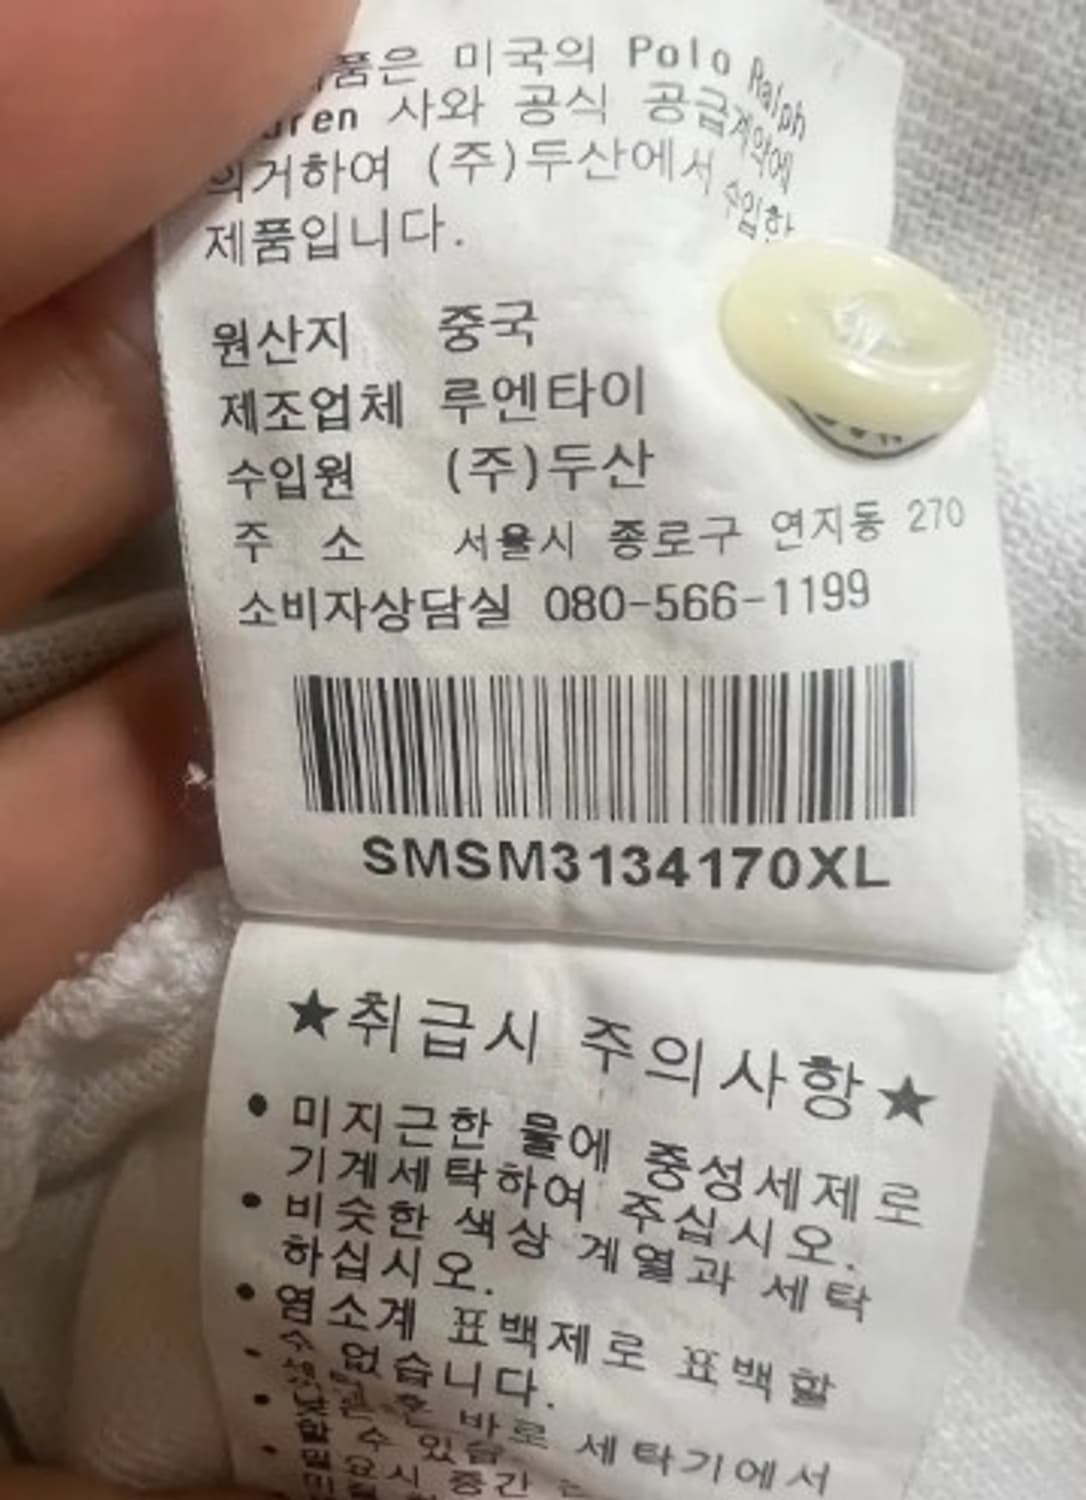 품은 미국의 Polo Ralph
uren 사와 공식 공급계약에
의거하여 (주)두산에서 수입한
제품입니다.
원산지 중국
제조업체 루엔타이
수입원 (주)두산
주 소 서울시 종로구 연지동 270
소비자상담실 080-566-1199
SMSM3134170XL
★취급시 주의사항★
• 미지근한 물에 중성세제로
기계세탁하여 주십시오.
• 비슷한 색상 계열과 세탁
하십시오.
• 염소계 표백제로 표백할
수 없습니다.
바로 세탁기에서
할 수 있습
• 필요시 중간